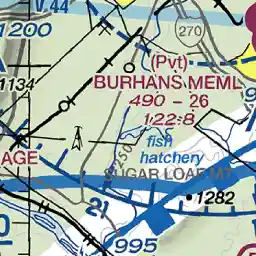 V 44
1200
270
(Pvt)
1134
BURHANS MEML
490 - 26
122.8
fish
hatchery
AGE
1250
SUGAR LOAF MT
1282
21
995